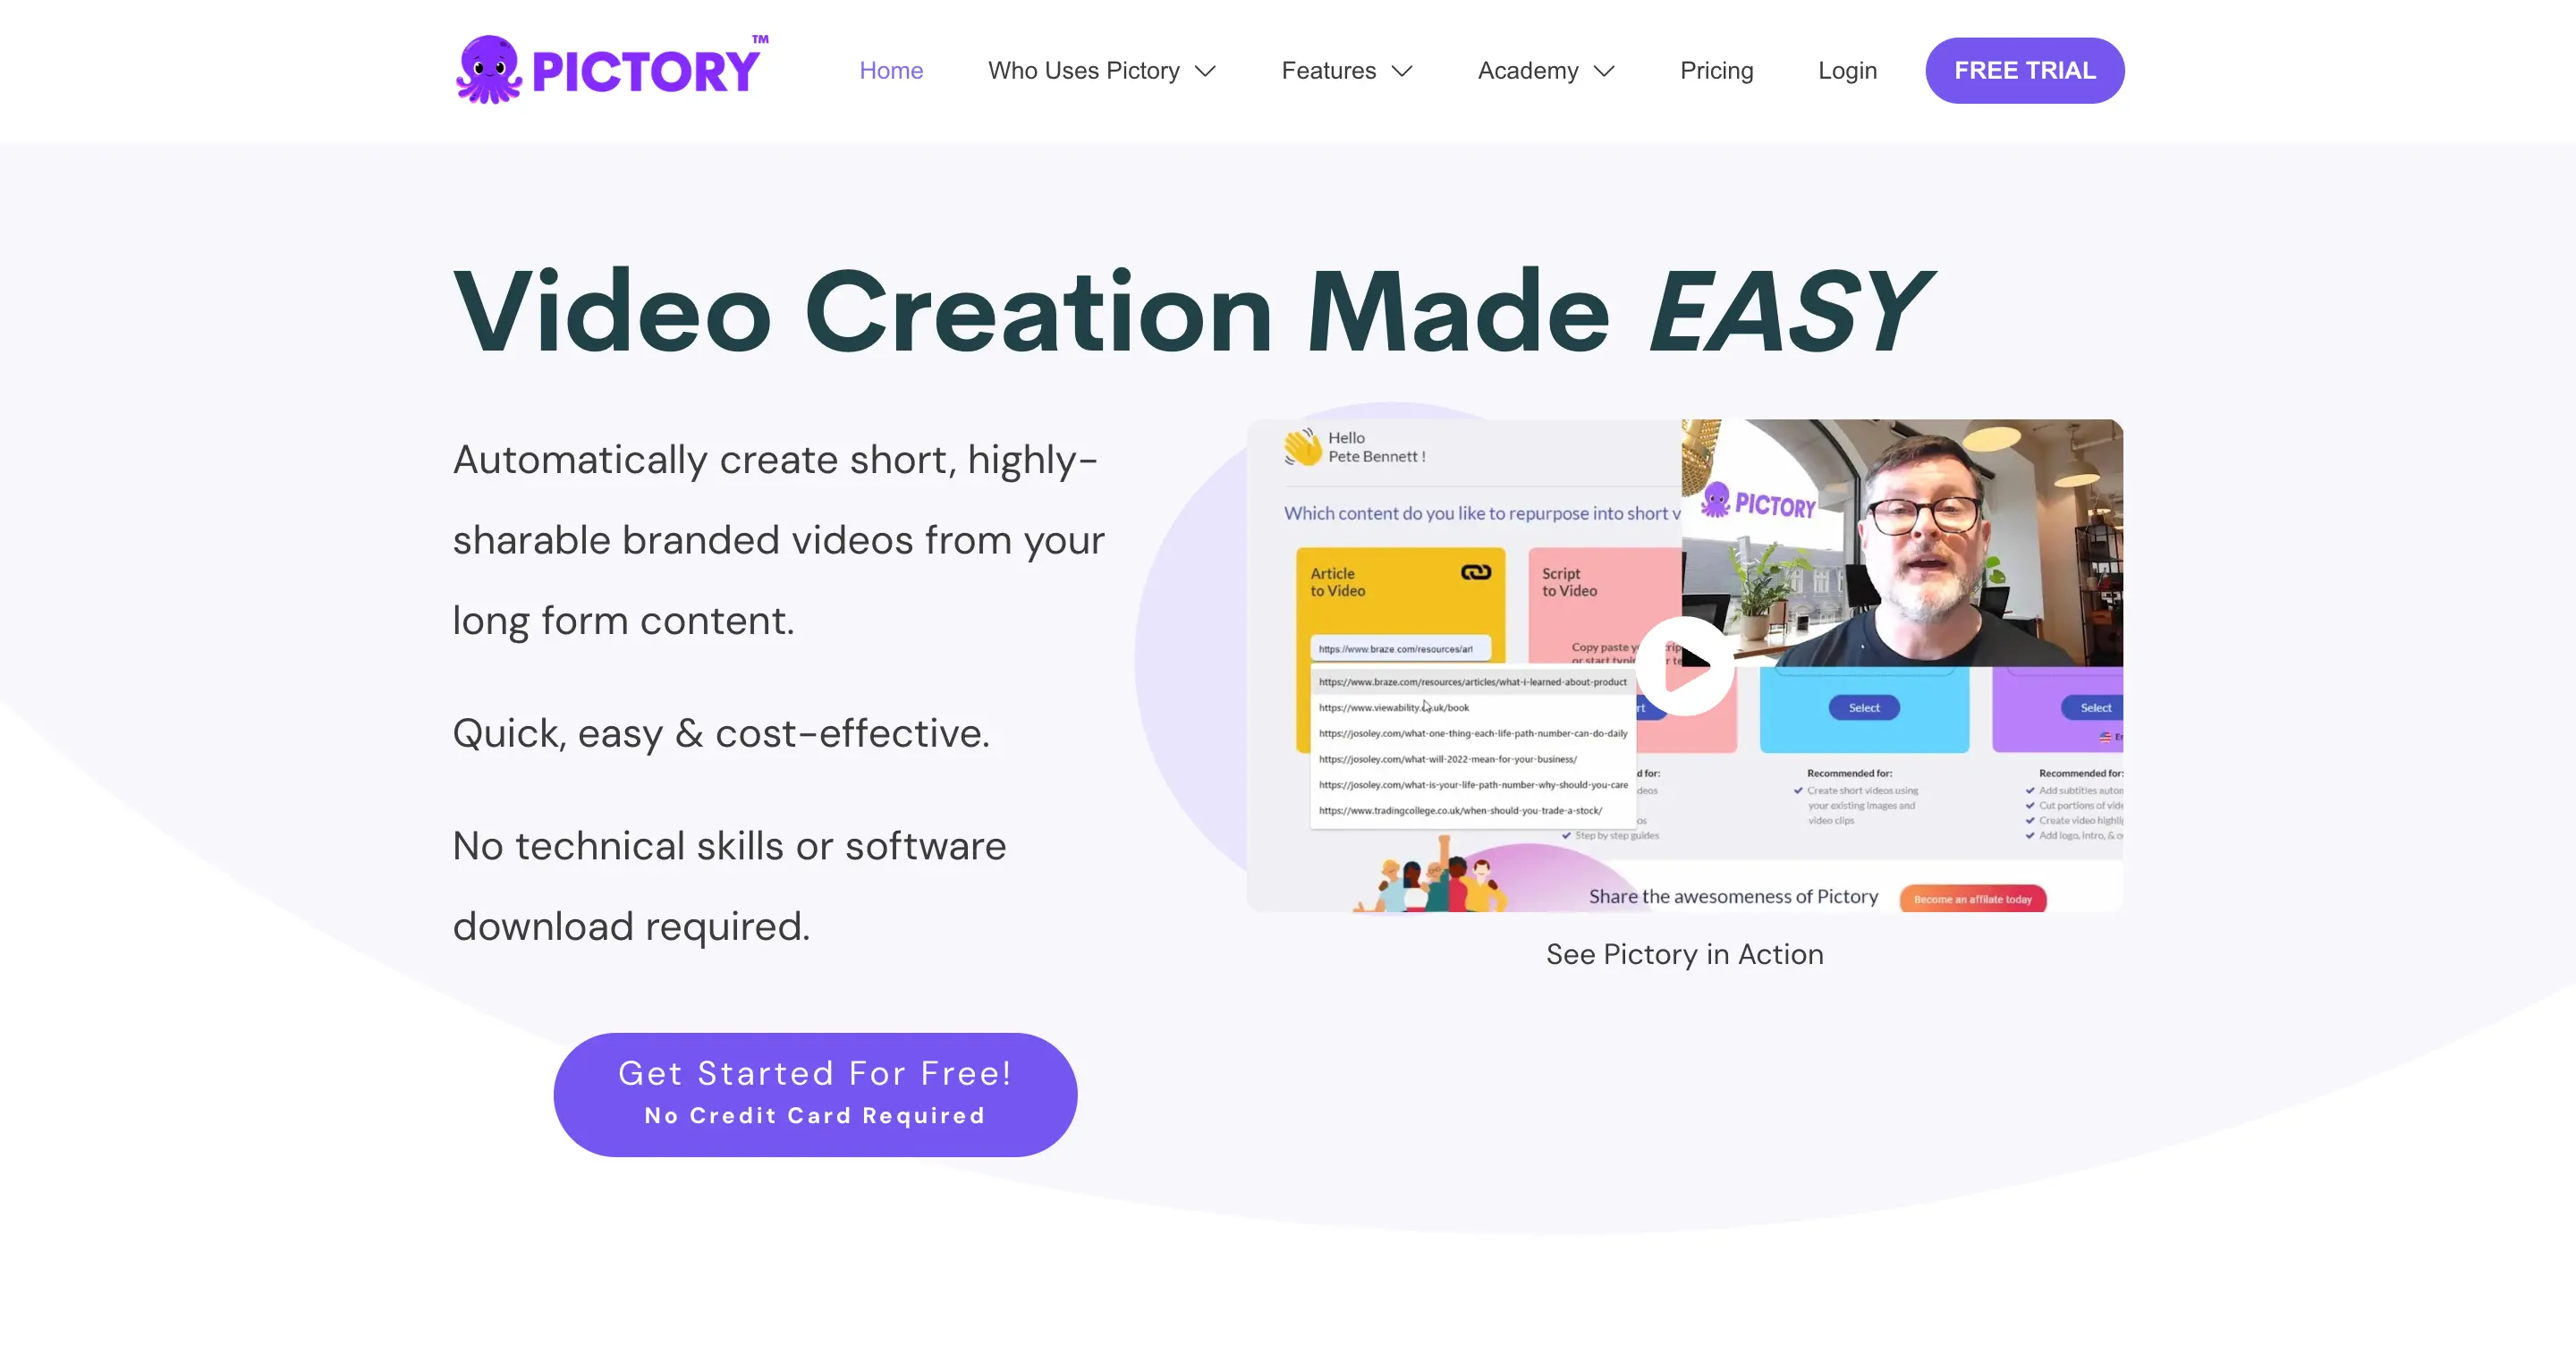 PICTORY™
Home
Who Uses Pictory
Features
Academy
Pricing
Login
FREE TRIAL
Video Creation Made EASY
Automatically create short, highly-
sharable branded videos from your
long form content.
Quick, easy & cost-effective.
No technical skills or software
download required.
Get Started For Free!
No Credit Card Required
Hello
Pete Bennett !
PICTORY
Which content do you like to repurpose into short v
Article
to Video
Script
to Video
https://www.braze.com/resources/art
Copy paste
or start
https://www.braze.com/resources/articles/what-i-learned-about-product
https://www.viewability.co.uk/book
https://josoley.com/what-one-thing-each-life-path-number-can-do-daily
https://josoley.com/what-will-2022-mean-for-your-business/
https://josoley.com/what-is-your-life-path-number-why-should-you-care
https://www.tradingcollege.co.uk/when-should-you-trade-a-stock/
Select
Select
d for:
deos
os
Step by step guides
Recommended for:
Create short videos using
your existing images and
video clips
Recommended for:
Add subtitles
Cut portions of
Create video
Add logo, Intro, &
Share the awesomeness of Pictory
Become an affiliate today
See Pictory in Action